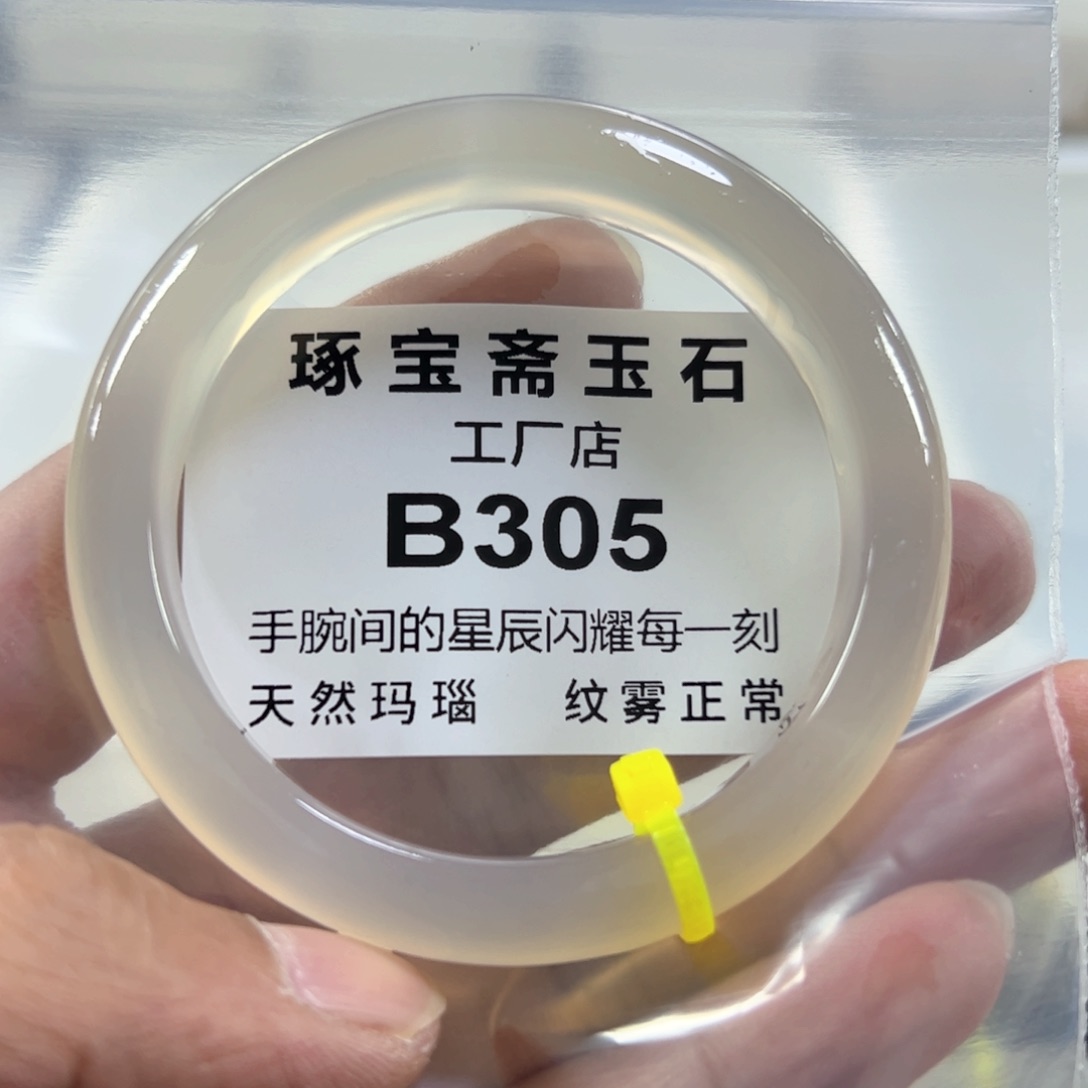 琢宝斋玉石
工厂店
B305
手腕间的星辰闪耀每一刻
天然玛瑙 纹雾正常